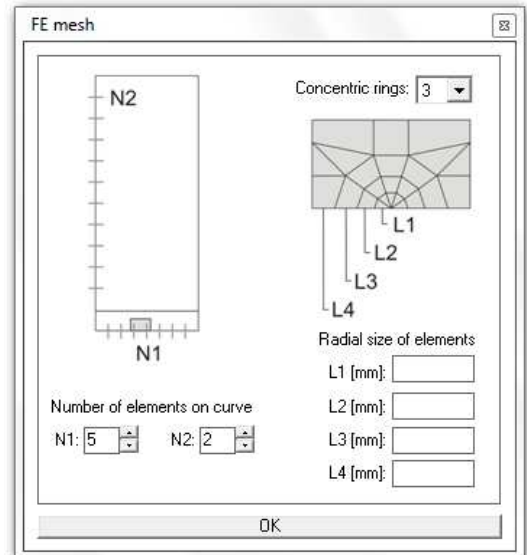 FE mesh
Concentric rings: 3
N2
L1
L2
L3
L4
N1
Radial size of elements
L1 [mm]:
L2 [mm]:
L3 [mm]:
L4 [mm]:
Number of elements on curve
N1: 5 N2: 2
OK